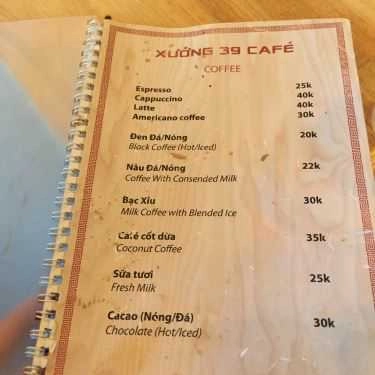 XƯỞNG 39 CAFÉ
COFFEE
Espresso 25k
Cappuccino 40k
Latte 40k
Americano coffee 30k
Đen Đá/Nóng 20k
Black Coffee (Hot/Iced)
Nâu Đá/Nóng 22k
Coffee With Consended Milk
Bạc Xỉu 30k
Milk Coffee with Blended Ice
Café cốt dừa 35k
Coconut Coffee
Sữa tươi 25k
Fresh Milk
Cacao (Nóng/Đá) 30k
Chocolate (Hot/Iced)